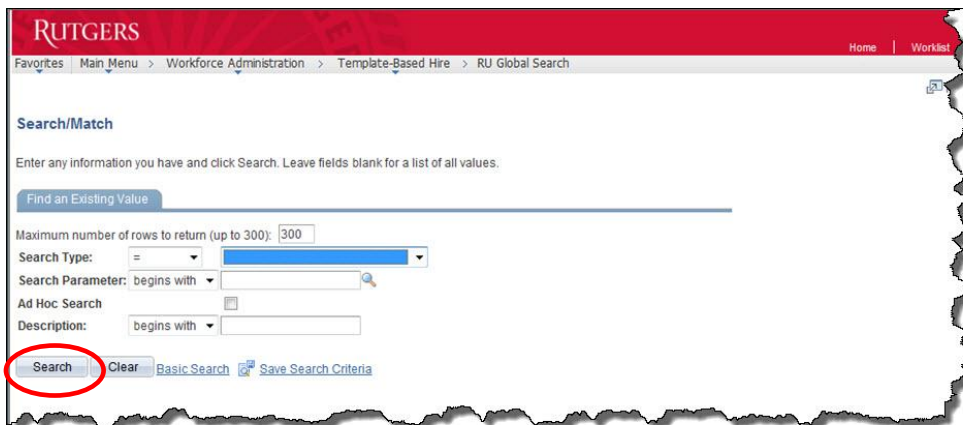 RUTGERS
Home | Worklist
Favorites Main Menu > Workforce Administration > Template-Based Hire > RU Global Search
Search/Match
Enter any information you have and click Search. Leave fields blank for a list of all values.
Find an Existing Value
Maximum number of rows to return (up to 300): 300
Search Type: =
Search Parameter: begins with
Ad Hoc Search
Description: begins with
Search Clear Basic Search Save Search Criteria